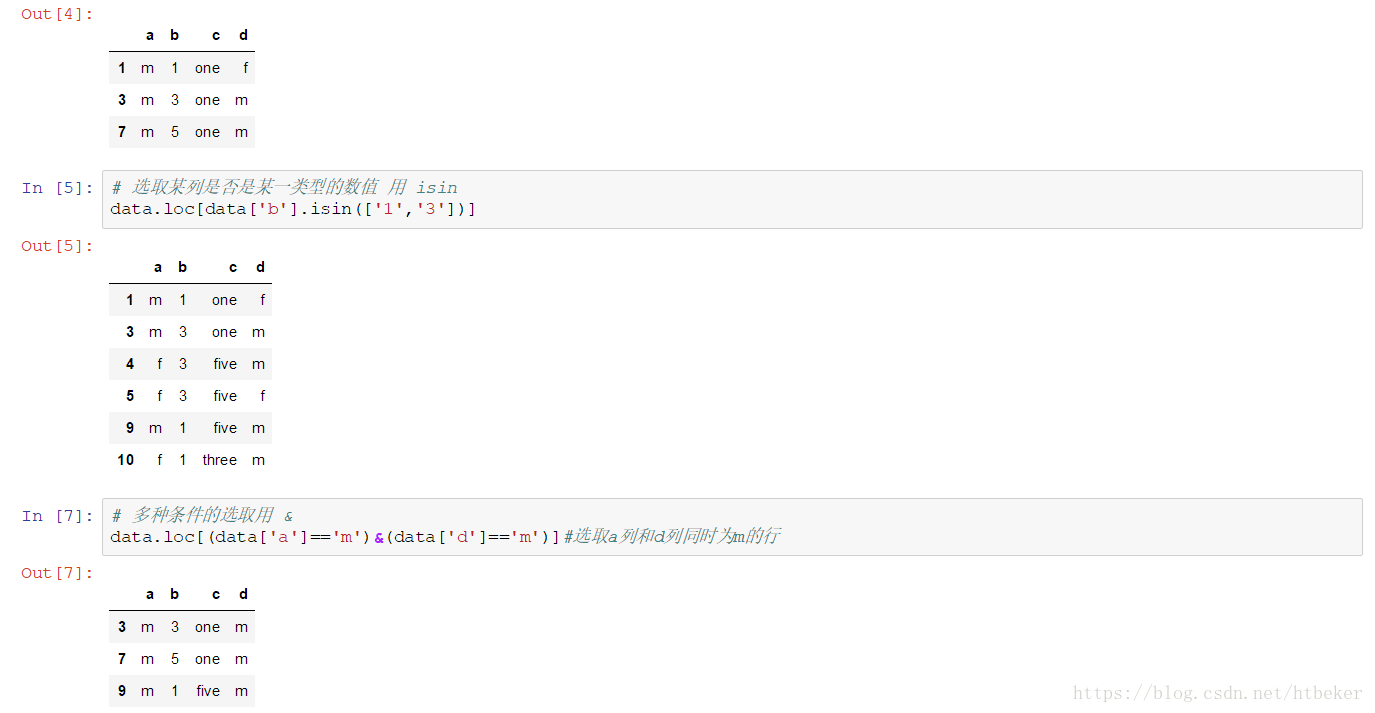 Out[4]:
a b c d
1 m 1 one f
3 m 3 one m
7 m 5 one m
In [5]: # 选取某列是否是某一类型的数值 用 isin
data.loc[data['b'].isin(['1','3'])]
Out[5]:
a b c d
1 m 1 one f
3 m 3 one m
4 f 3 five m
5 f 3 five f
9 m 1 five m
10 f 1 three m
In [7]: # 多种条件的选取用 &
data.loc[(data['a']=='m')&(data['d']=='m')]#选取a列和d列同时为m的行
Out[7]:
a b c d
3 m 3 one m
7 m 5 one m
9 m 1 five m
https://blog.csdn.net/htbeker